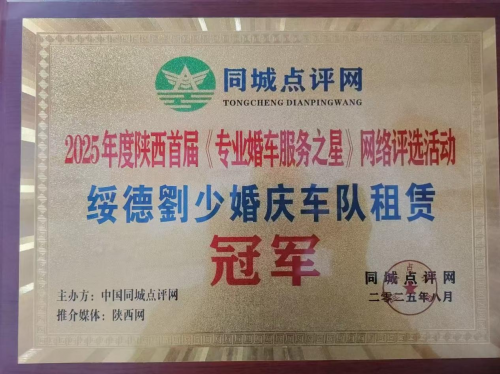 同城点评网
TONGCHENG DIANPINGWANG
2025年度陕西首届《专业婚车服务之星》网络评选活动
绥德劉少婚庆车队租赁
冠军
主办方：中国同城点评网
推介媒体：陕西网
同城点评网
二零二五年八月